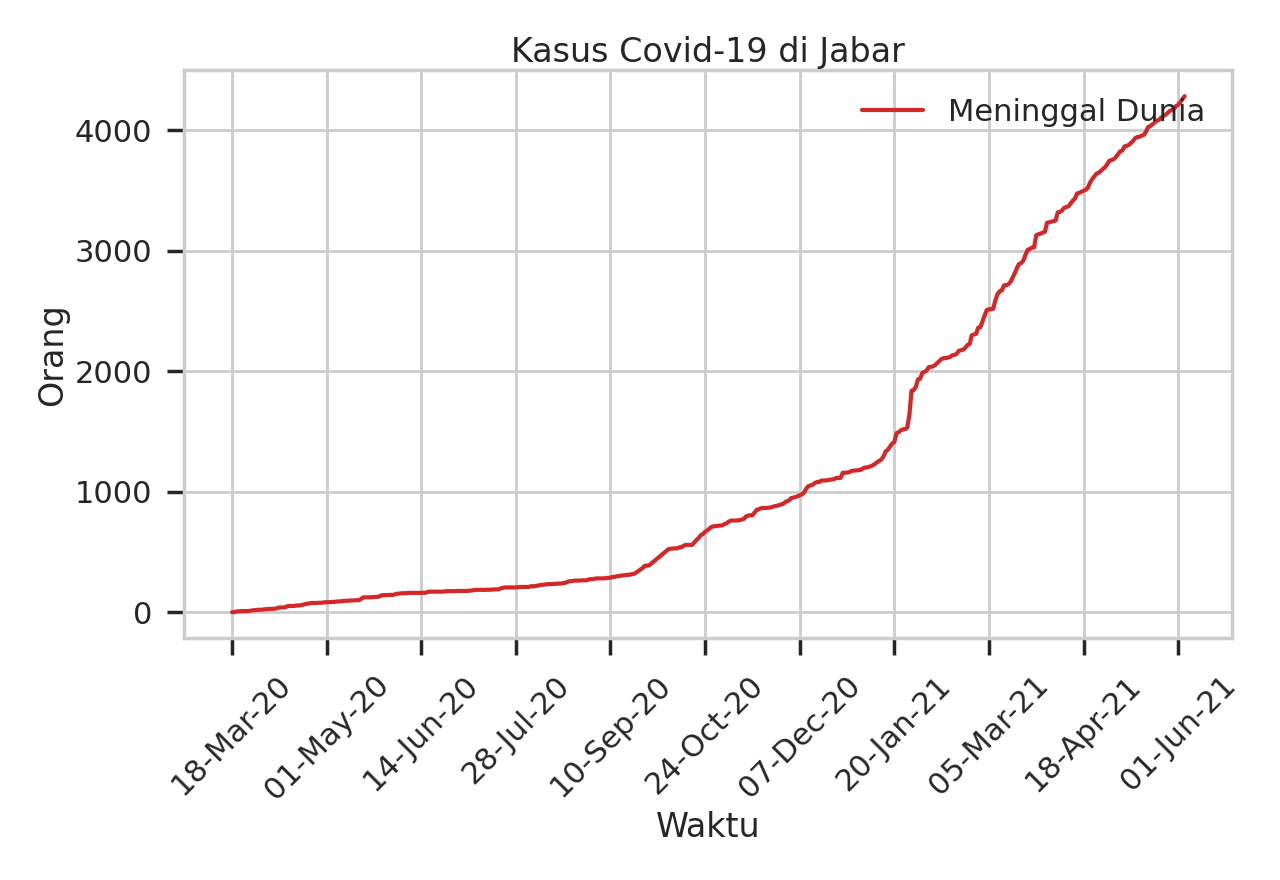 Kasus Covid-19 di Jabar
Meninggal Dunia
Orang
4000
3000
2000
1000
0
18-Mar-20
01-May-20
14-Jun-20
28-Jul-20
10-Sep-20
24-Oct-20
07-Dec-20
20-Jan-21
05-Mar-21
18-Apr-21
01-Jun-21
Waktu